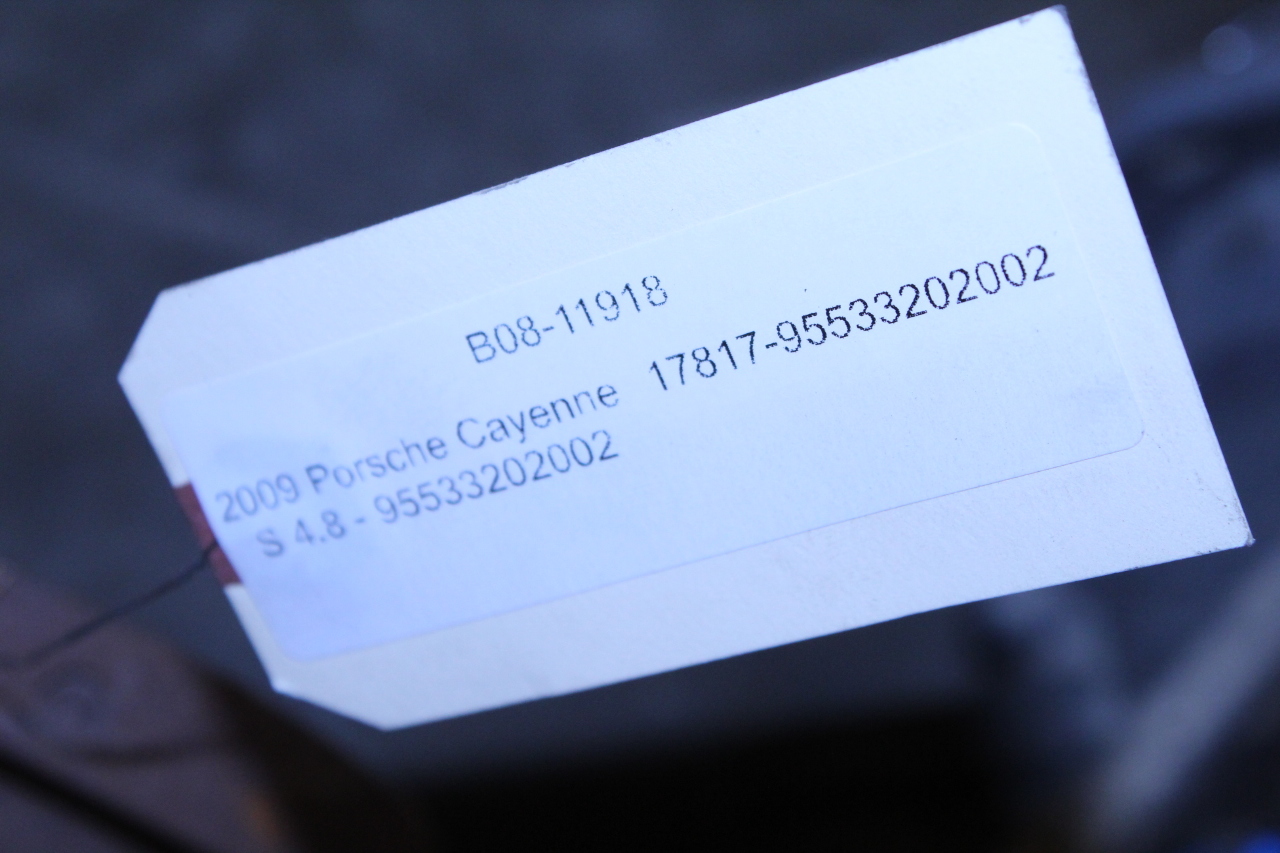 B08-11918
2009 Porsche Cayenne 17817-95533202002
S 4.8 - 95533202002